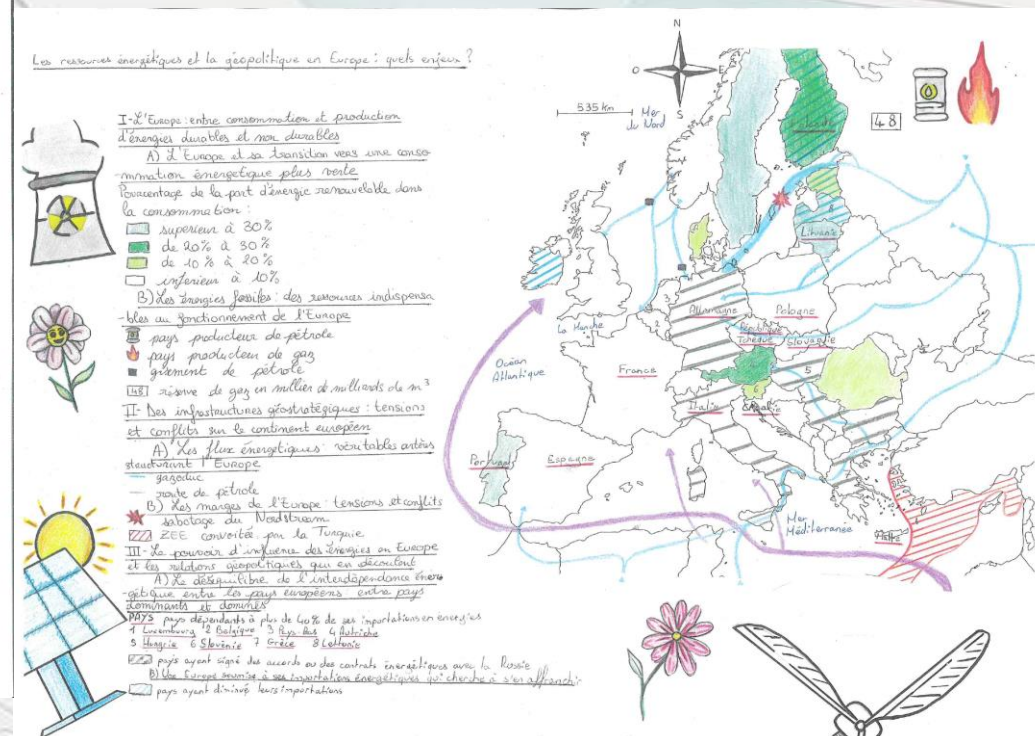 Les ressources énergétiques et la géopolitique en Europe : quels enjeux ?
I - L'Europe : entre consommation et production
d'énergies durables et non durables
A) L'Europe et sa transition vers une conso-
-mmation énergétique plus verte
Pourcentage de la part d'énergie renouvelable dans
la consommation :
supérieur à 30%
de 20% à 30%
de 10% à 20%
inférieur à 10%
B) Les énergies fossiles : des ressources indispensa
-bles au fonctionnement de l'Europe
pays producteur de pétrole
pays producteur de gaz
gisement de pétrole
48 réserve de gaz en millier de milliards de m³
II - Des infrastructures géostratégiques : tensions
et conflits sur le continent européen
A) Les flux énergétiques : véritables artères
structurant l'Europe
gazoduc
route de pétrole
B) Les marges de l'Europe : tensions et conflits
sabotage du Nordstream
ZEE convoitée par la Turquie
III - Le pouvoir d'influence des énergies en Europe
et les relations géopolitiques qui en découlent
A) Le déséquilibre de l'interdépendance éner
-gétique entre les pays européens entre pays
dominants et dominés
PAYS pays dépendants à plus de 40% de ses importations en énergies
1 Luxembourg 2 Belgique 3 Pays-Bas 4 Autriche
5 Hongrie 6 Slovénie 7 Grèce 8 Lettonie
pays ayant signé des accords ou des contrats énergétiques avec la Russie
B) Une Europe soumise à ses importations énergétiques qui cherche à s'en affranchir
pays ayant diminué leurs importations
N
O
E
S
535 km
Mer
du Nord
48
Lituanie
La Manche
Allemagne
Pologne
République
Tchèque
Slovaquie
Océan
Atlantique
France
5
Italie
Croatie
Portugal
Espagne
Mer
Méditerranée